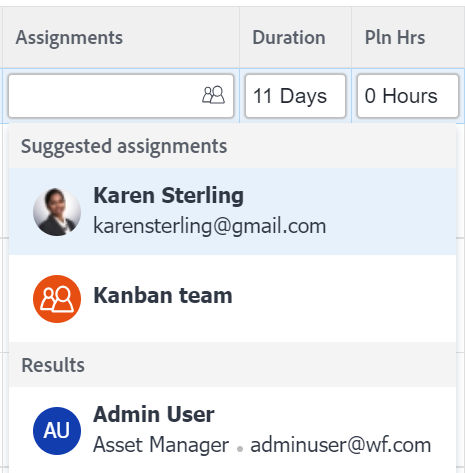 Assignments Duration Pln Hrs
11 Days 0 Hours
Suggested assignments
Karen Sterling
karensterling@gmail.com
Kanban team
Results
AU Admin User
Asset Manager • adminuser@wf.com